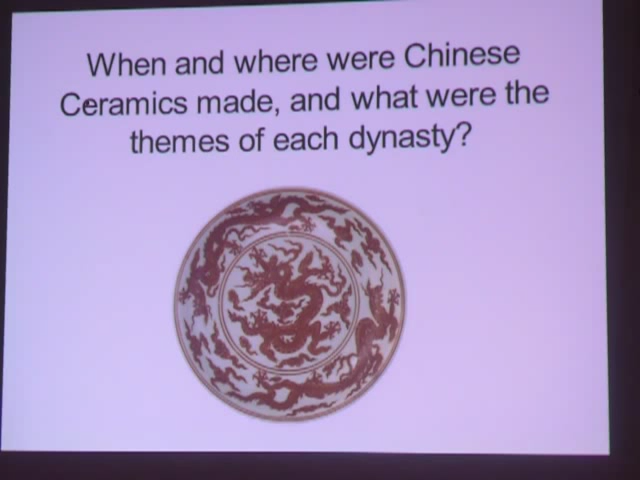 When and where were Chinese
Ceramics made, and what were the
themes of each dynasty?